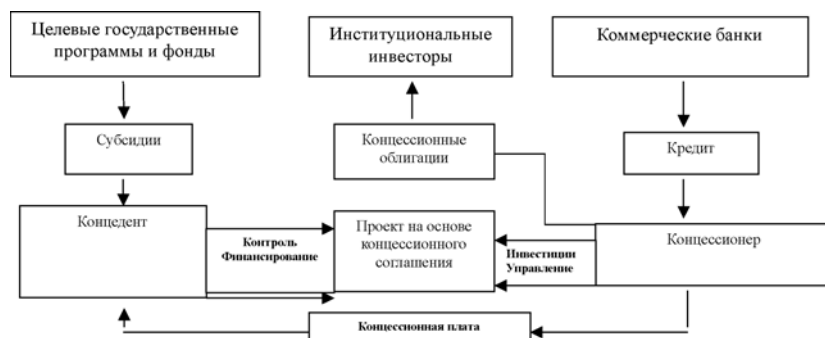 Целевые государственные
программы и фонды
Институциональные
инвесторы
Коммерческие банки
Субсидии
Концессионные
облигации
Кредит
Концедент
Контроль
Финансирование
Проект на основе
концессионного
соглашения
Инвестиции
Управление
Концессионер
Концессионная плата